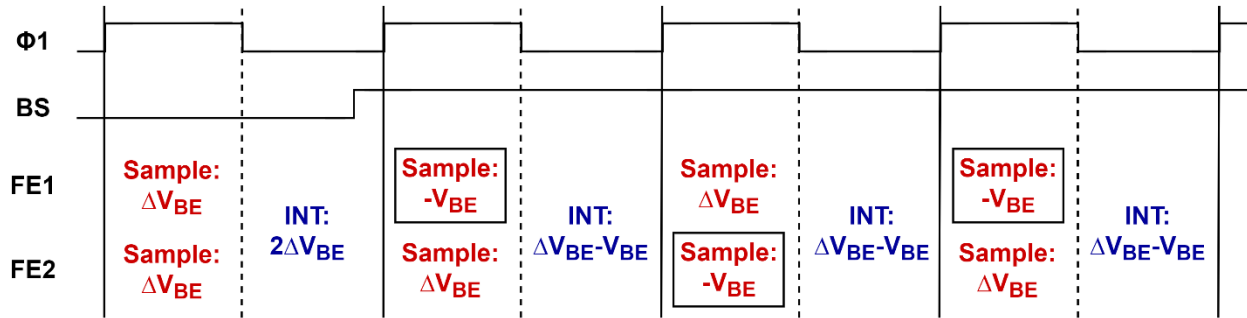 Φ1
BS
FE1
Sample:
ΔVBE
Sample:
-VBE
Sample:
ΔVBE
Sample:
-VBE
INT:
2ΔVBE
INT:
ΔVBE-VBE
INT:
ΔVBE-VBE
INT:
ΔVBE-VBE
FE2
Sample:
ΔVBE
Sample:
ΔVBE
Sample:
-VBE
Sample:
ΔVBE